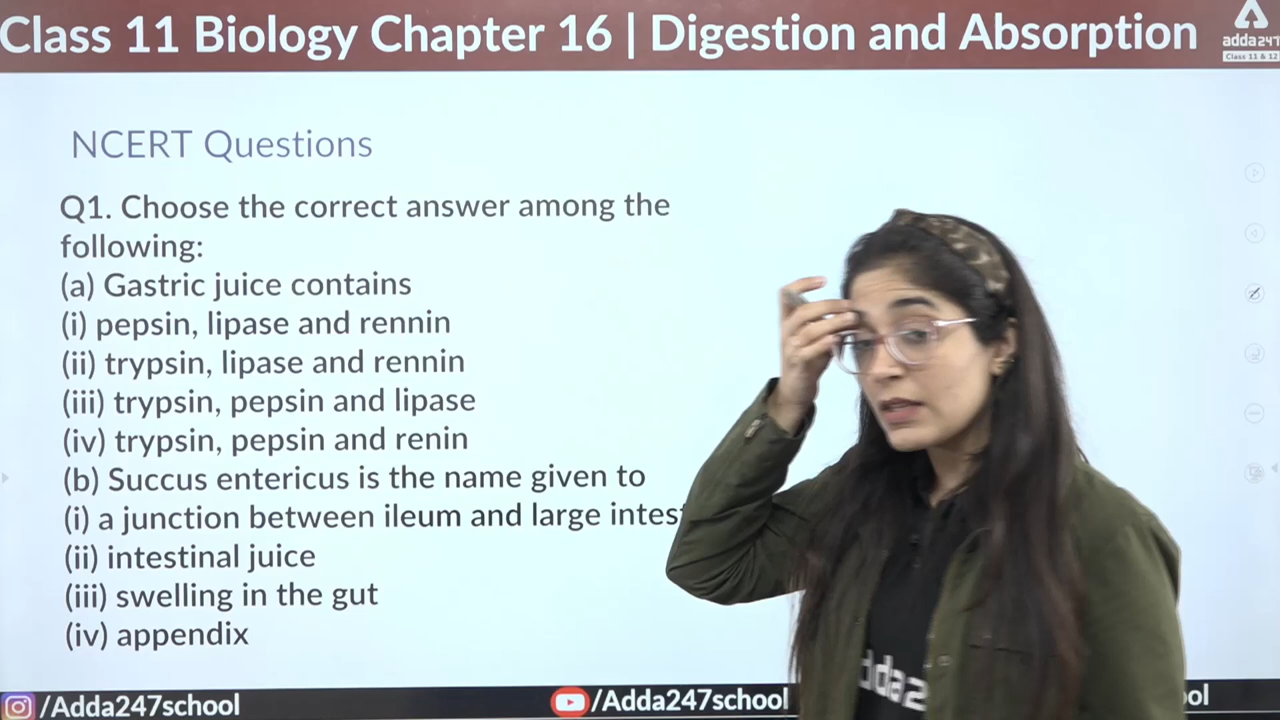 Class 11 Biology Chapter 16 | Digestion and Absorption
adda247
Class 11 & 12
NCERT Questions
Q1. Choose the correct answer among the
following:
(a) Gastric juice contains
(i) pepsin, lipase and rennin
(ii) trypsin, lipase and rennin
(iii) trypsin, pepsin and lipase
(iv) trypsin, pepsin and renin
(b) Succus entericus is the name given to
(i) a junction between ileum and large
(ii) intestinal juice
(iii) swelling in the gut
(iv) appendix
/Adda247school
/Adda247school